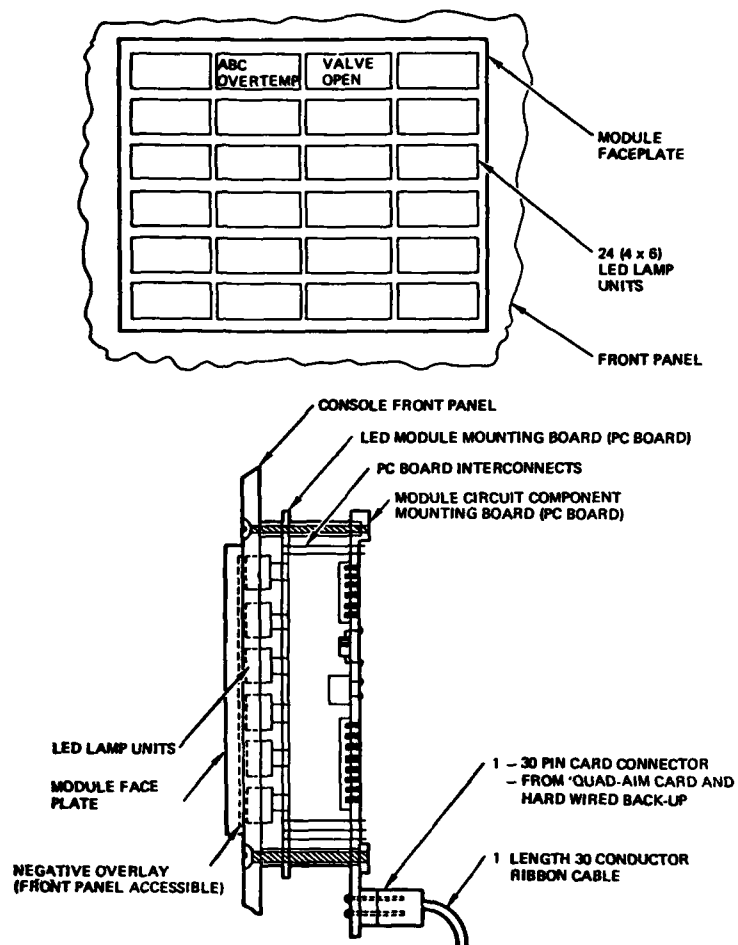 ABC
OVERTEMP
VALVE
OPEN
MODULE
FACEPLATE
24 (4 x 6)
LED LAMP
UNITS
FRONT PANEL
CONSOLE FRONT PANEL
LED MODULE MOUNTING BOARD (PC BOARD)
PC BOARD INTERCONNECTS
MODULE CIRCUIT COMPONENT
MOUNTING BOARD (PC BOARD)
LED LAMP UNITS
MODULE FACE
PLATE
NEGATIVE OVERLAY
(FRONT PANEL ACCESSIBLE)
1 – 30 PIN CARD CONNECTOR
– FROM 'QUAD-AIM CARD AND
HARD WIRED BACK-UP
1 LENGTH 30 CONDUCTOR
RIBBON CABLE